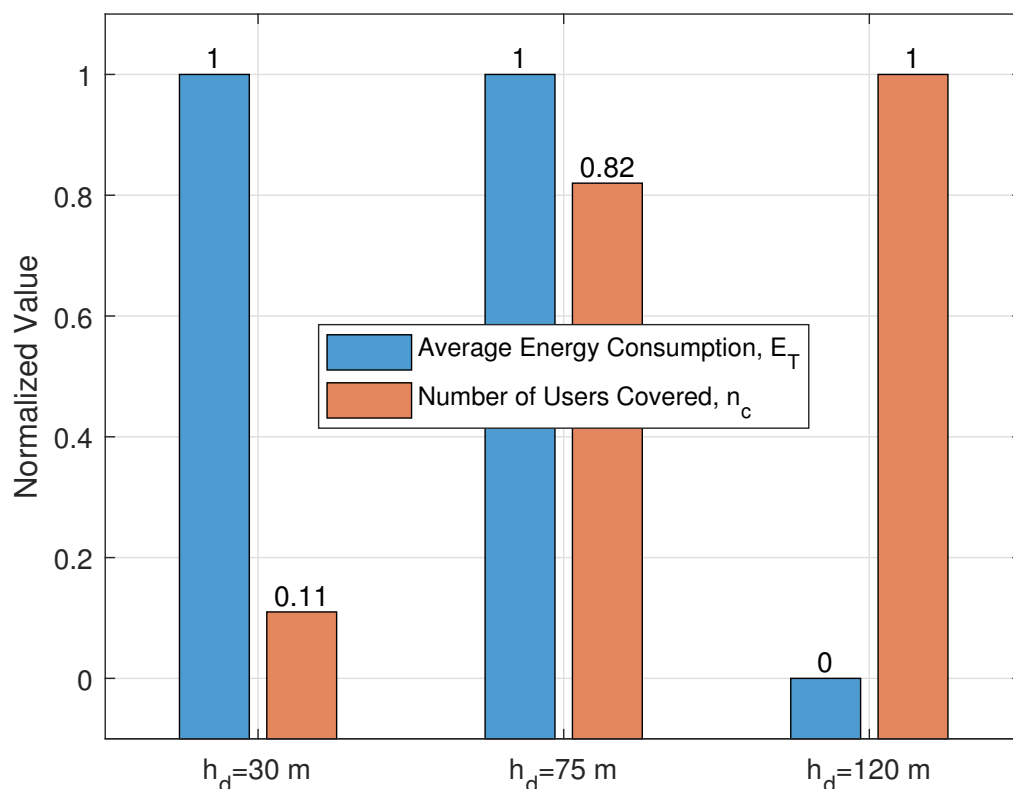 1
1
1
0.82
0.11
0
Normalized Value
1
0.8
0.6
0.4
0.2
0
Average Energy Consumption, E_T
Number of Users Covered, n_c
h_d=30 m
h_d=75 m
h_d=120 m